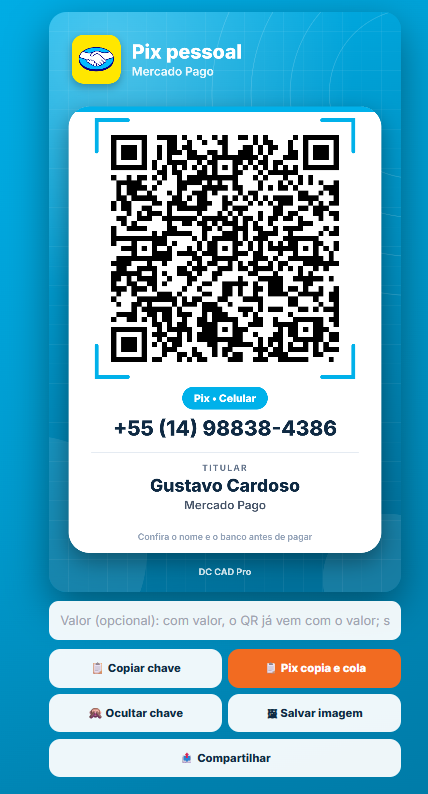 Pix pessoal
Mercado Pago
Pix • Celular
+55 (14) 98838-4386
TITULAR
Gustavo Cardoso
Mercado Pago
Confira o nome e o banco antes de pagar
DC CAD Pro
Valor (opcional): com valor, o QR já vem com o valor; s
Copiar chave
Pix copia e cola
Ocultar chave
Salvar imagem
Compartilhar